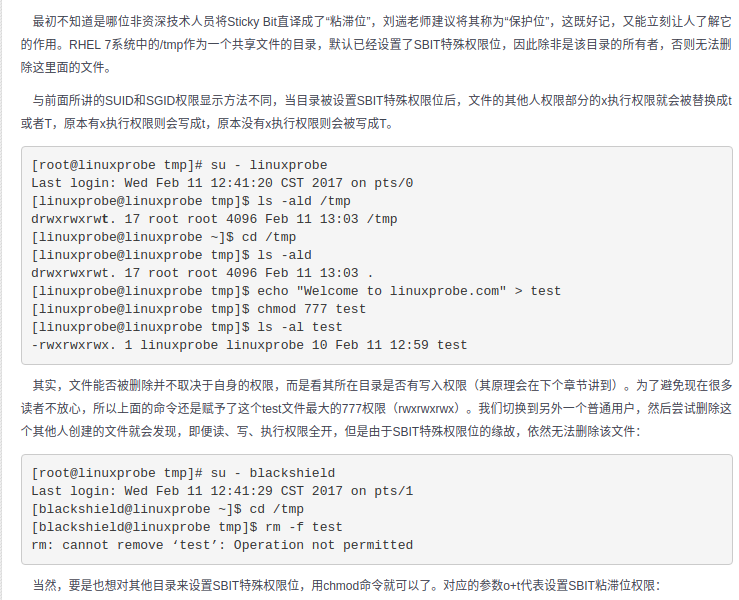 最初不知道是哪位非资深技术人员将Sticky Bit直译成了“粘滞位”，刘遄老师建议将其称为“保护位”，这既好记，又能立刻让人了解它
的作用。RHEL 7系统中的/tmp作为一个共享文件的目录，默认已经设置了SBIT特殊权限位，因此除非是该目录的所有者，否则无法删
除这里面的文件。
与前面所讲的SUID和SGID权限显示方法不同，当目录被设置SBIT特殊权限位后，文件的其他人权限部分的x执行权限就会被替换成t
或者T，原本有x执行权限则会写成t，原本没有x执行权限则会被写成T。
[root@linuxprobe tmp]# su - linuxprobe
Last login: Wed Feb 11 12:41:20 CST 2017 on pts/0
[linuxprobe@linuxprobe tmp]$ ls -ald /tmp
drwxrwxrwt. 17 root root 4096 Feb 11 13:03 /tmp
[linuxprobe@linuxprobe ~]$ cd /tmp
[linuxprobe@linuxprobe tmp]$ ls -ald
drwxrwxrwt. 17 root root 4096 Feb 11 13:03 .
[linuxprobe@linuxprobe tmp]$ echo "Welcome to linuxprobe.com" > test
[linuxprobe@linuxprobe tmp]$ chmod 777 test
[linuxprobe@linuxprobe tmp]$ ls -al test
-rwxrwxrwx. 1 linuxprobe linuxprobe 10 Feb 11 12:59 test
其实，文件能否被删除并不取决于自身的权限，而是看其所在目录是否有写入权限（其原理会在下个章节讲到）。为了避免现在很多
读者不放心，所以上面的命令还是赋予了这个test文件最大的777权限（rwxrwxrwx）。我们切换到另外一个普通用户，然后尝试删除这
个其他人创建的文件就会发现，即便读、写、执行权限全开，但是由于SBIT特殊权限位的缘故，依然无法删除该文件：
[root@linuxprobe tmp]# su - blackshield
Last login: Wed Feb 11 12:41:29 CST 2017 on pts/1
[blackshield@linuxprobe ~]$ cd /tmp
[blackshield@linuxprobe tmp]$ rm -f test
rm: cannot remove ‘test’: Operation not permitted
当然，要是也想对其他目录来设置SBIT特殊权限位，用chmod命令就可以了。对应的参数o+t代表设置SBIT粘滞位权限：